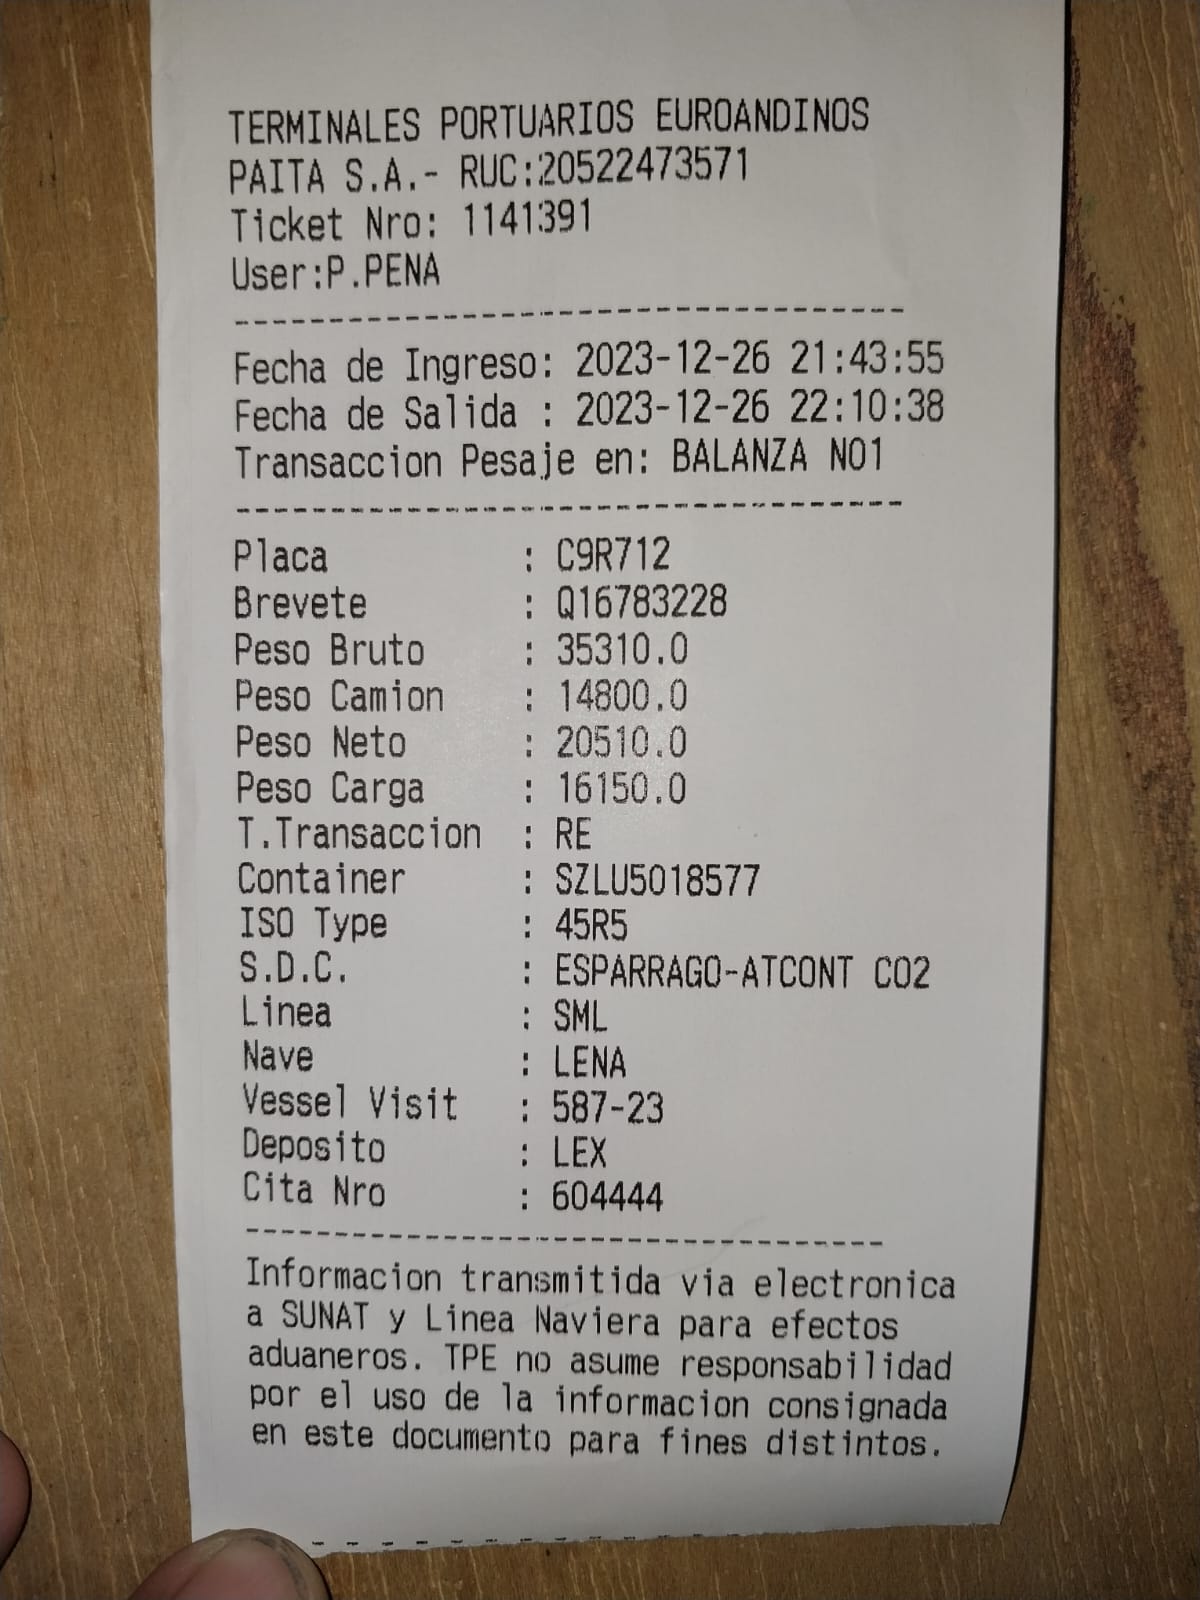 TERMINALES PORTUARIOS EUROANDINOS
PAITA S.A.- RUC:20522473571
Ticket Nro: 1141391
User:P.PENA
-----------------------------------
Fecha de Ingreso: 2023-12-26 21:43:55
Fecha de Salida : 2023-12-26 22:10:38
Transaccion Pesaje en: BALANZA NO1
-----------------------------------
Placa : C9R712
Brevete : Q16783228
Peso Bruto : 35310.0
Peso Camion : 14800.0
Peso Neto : 20510.0
Peso Carga : 16150.0
T.Transaccion : RE
Container : SZLU5018577
ISO Type : 45R5
S.D.C. : ESPARRAGO-ATCONT CO2
Linea : SML
Nave : LENA
Vessel Visit : 587-23
Deposito : LEX
Cita Nro : 604444
-----------------------------------
Informacion transmitida via electronica
a SUNAT y Linea Naviera para efectos
aduaneros. TPE no asume responsabilidad
por el uso de la informacion consignada
en este documento para fines distintos.